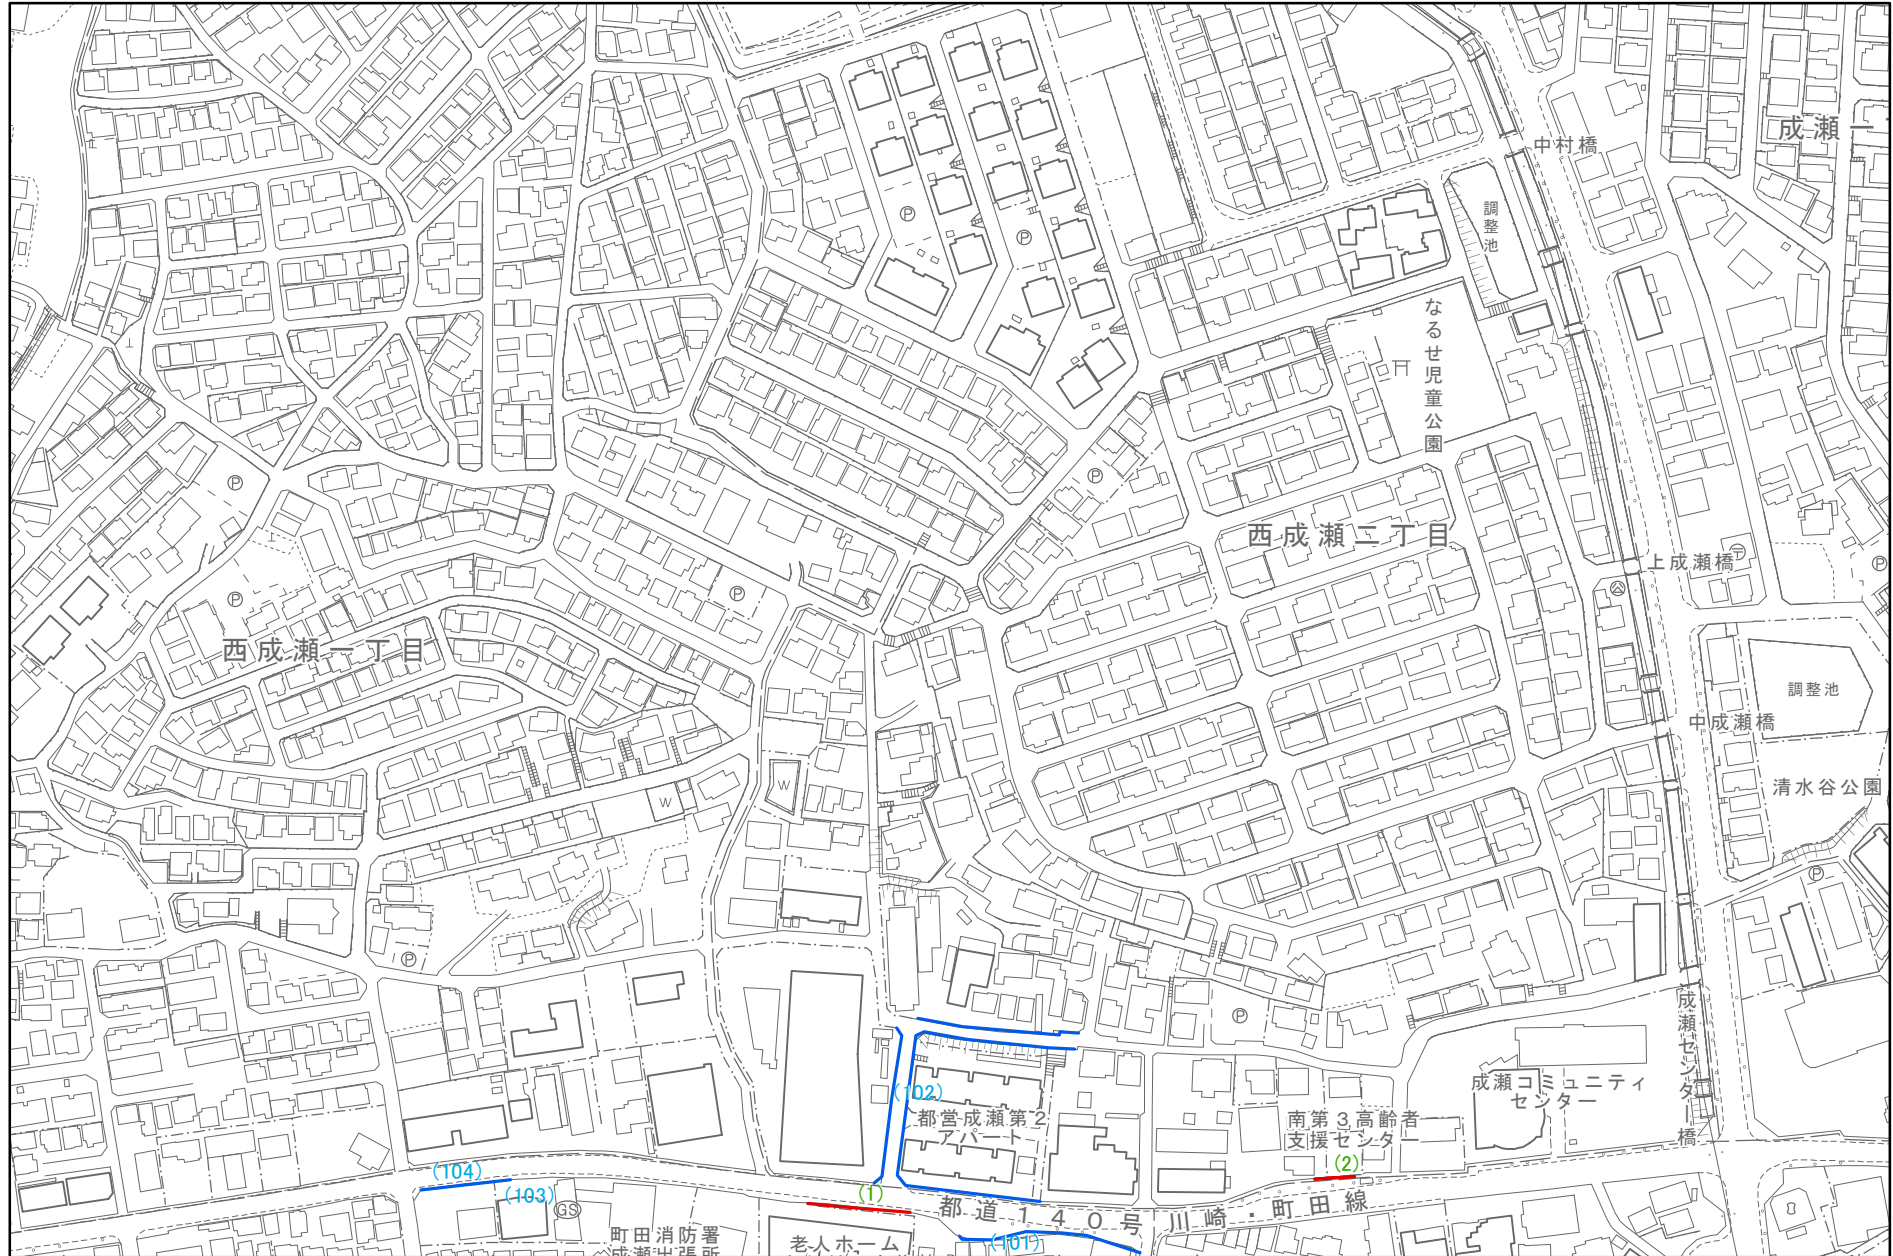 成瀬一
中村橋
調整池
なるせ児童公園
P
P
P
P
西成瀬二丁目
上成瀬橋
P
P
P
西成瀬一丁目
調整池
中成瀬橋
清水谷公園
W
W
P
P
P
成瀬センター橋
成瀬コミュニティ
センター
(102)
都営成瀬第2
アパート
南第3高齢者
支援センター
(2)
(104)
(103)
(1)
GS
都道140号川崎・町田線
町田消防署
成瀬出張所
老人ホーム
(101)